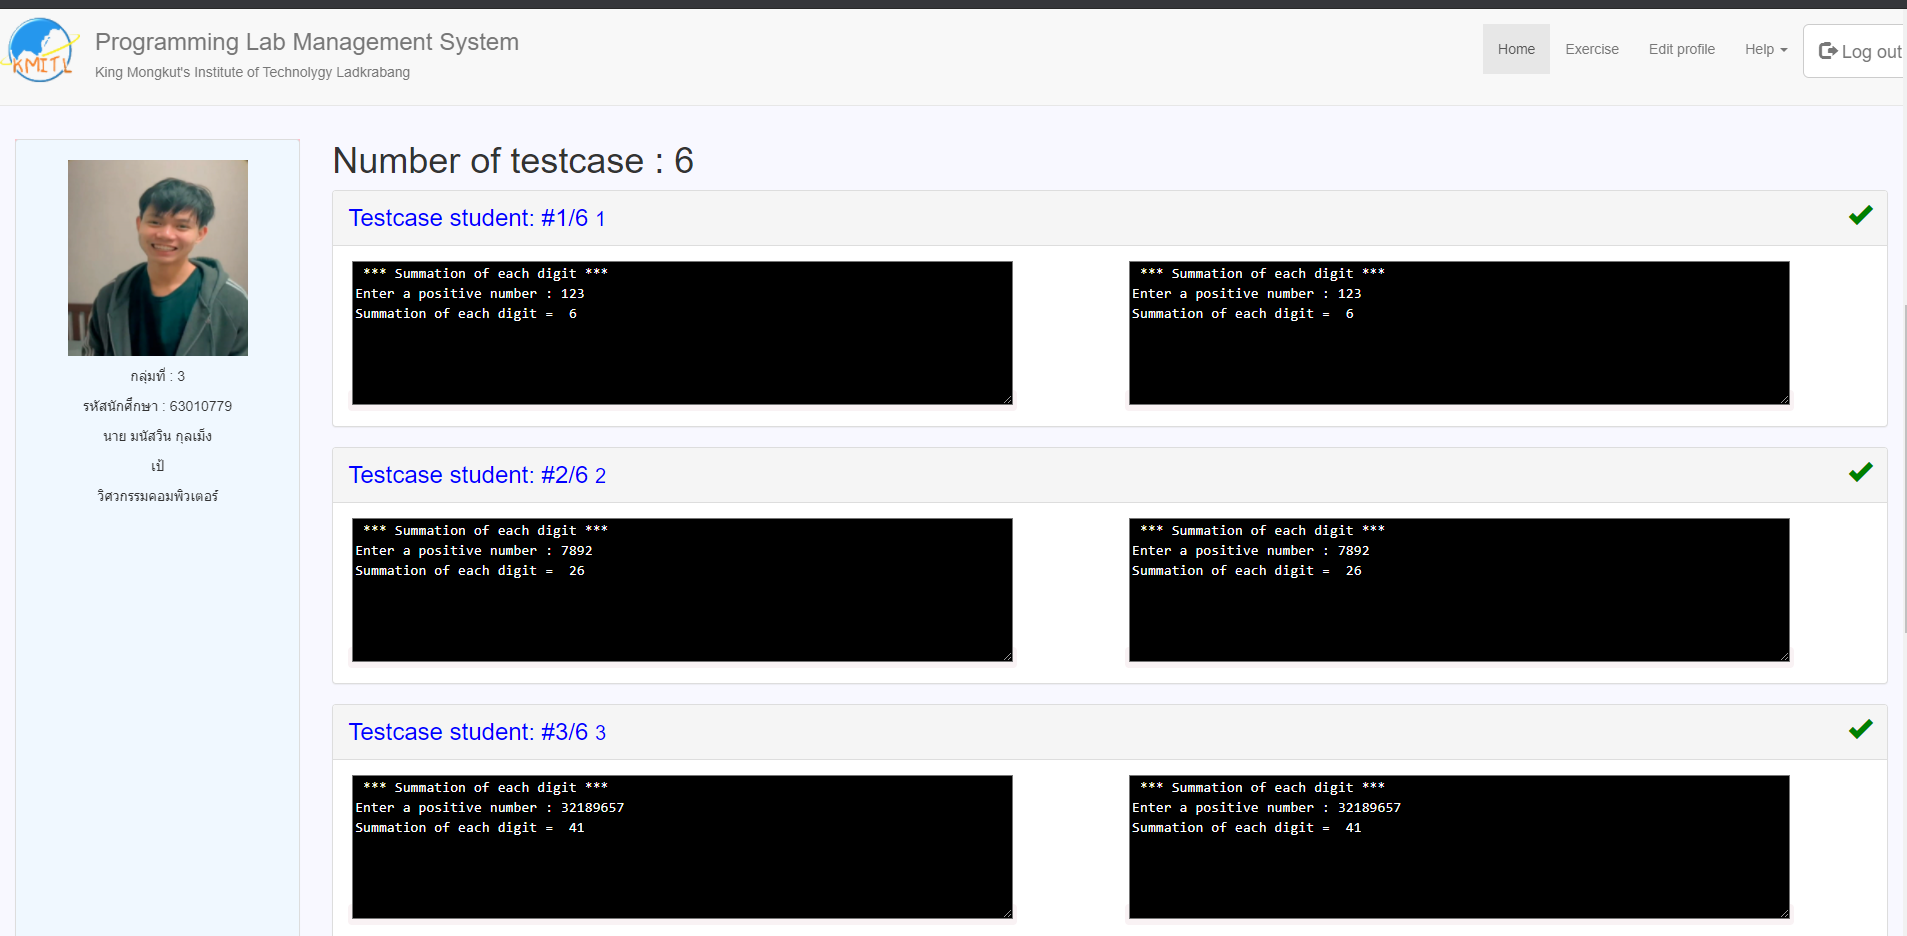 KMITL
Programming Lab Management System
King Mongkut's Institute of Technolygy Ladkrabang
Home
Exercise
Edit profile
Help
Log out
กลุ่มที่ : 3
รหัสนักศึกษา : 63010779
นาย มนัสวิน กุลเม็ง
เป้
วิศวกรรมคอมพิวเตอร์
Number of testcase : 6
Testcase student: #1/6 1
*** Summation of each digit ***
Enter a positive number : 123
Summation of each digit =  6
*** Summation of each digit ***
Enter a positive number : 123
Summation of each digit =  6
Testcase student: #2/6 2
*** Summation of each digit ***
Enter a positive number : 7892
Summation of each digit =  26
*** Summation of each digit ***
Enter a positive number : 7892
Summation of each digit =  26
Testcase student: #3/6 3
*** Summation of each digit ***
Enter a positive number : 32189657
Summation of each digit =  41
*** Summation of each digit ***
Enter a positive number : 32189657
Summation of each digit =  41